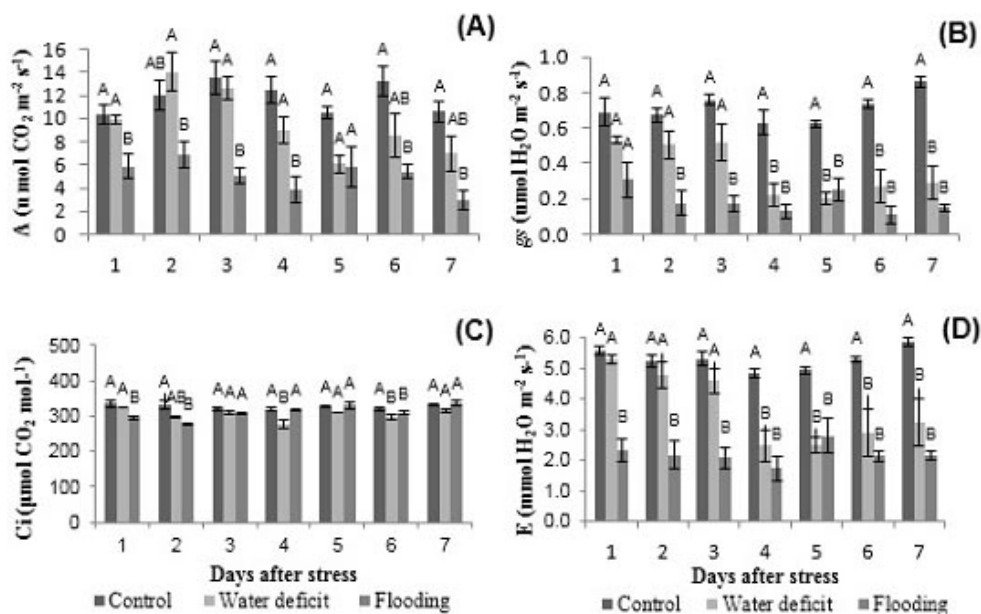 (A)
A (u mol CO₂ m⁻² s⁻¹)
16
14
12
10
8
6
4
2
0
A A B
AB A B
A A B
A A B
A A A
A AB B
A AB B
1 2 3 4 5 6 7
(B)
gs (umol H₂O m⁻² s⁻¹)
1.0
0.8
0.6
0.4
0.2
0.0
A A A
A A B
A A B
A B B
A B B
A B B
A B B
1 2 3 4 5 6 7
(C)
Ci (µmol CO₂ mol-¹)
500
400
300
200
100
0
A A B
A AB B
A A A
A B A
A A A
A B B
A A A
1 2 3 4 5 6 7
Days after stress
Control Water deficit Flooding
(D)
E (mmol H₂O m⁻² s-¹)
6.0
5.0
4.0
3.0
2.0
1.0
0.0
A A B
A A B
A A B
A B B
A B B
A B B
A B B
1 2 3 4 5 6 7
Days after stress
Control Water deficit Flooding